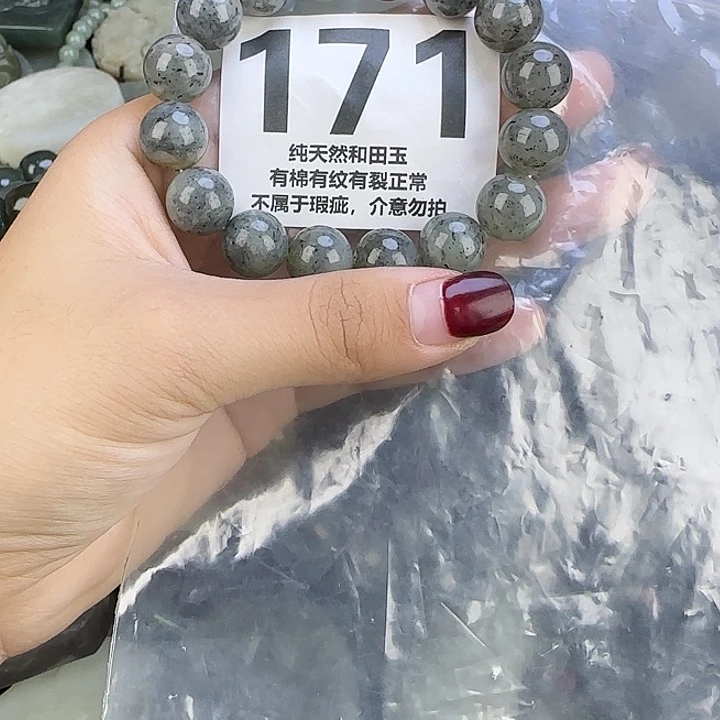 171
纯天然和田玉
有棉有纹有裂正常
不属于瑕疵，介意勿拍